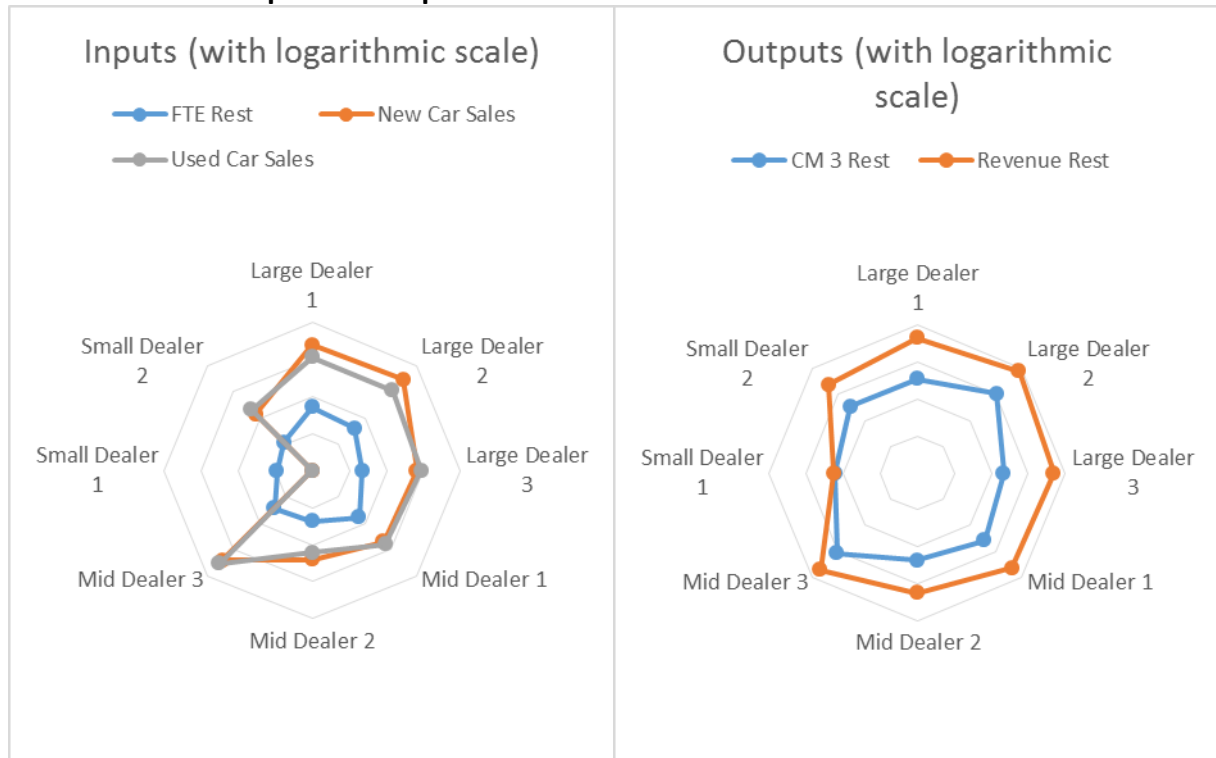 Inputs (with logarithmic scale)
FTE Rest
New Car Sales
Used Car Sales
Large Dealer
1
Small Dealer
2
Large Dealer
2
Small Dealer
1
Large Dealer
3
Mid Dealer 3
Mid Dealer 1
Mid Dealer 2
Outputs (with logarithmic
scale)
CM 3 Rest
Revenue Rest
Large Dealer
1
Small Dealer
2
Large Dealer
2
Small Dealer
1
Large Dealer
3
Mid Dealer 3
Mid Dealer 1
Mid Dealer 2